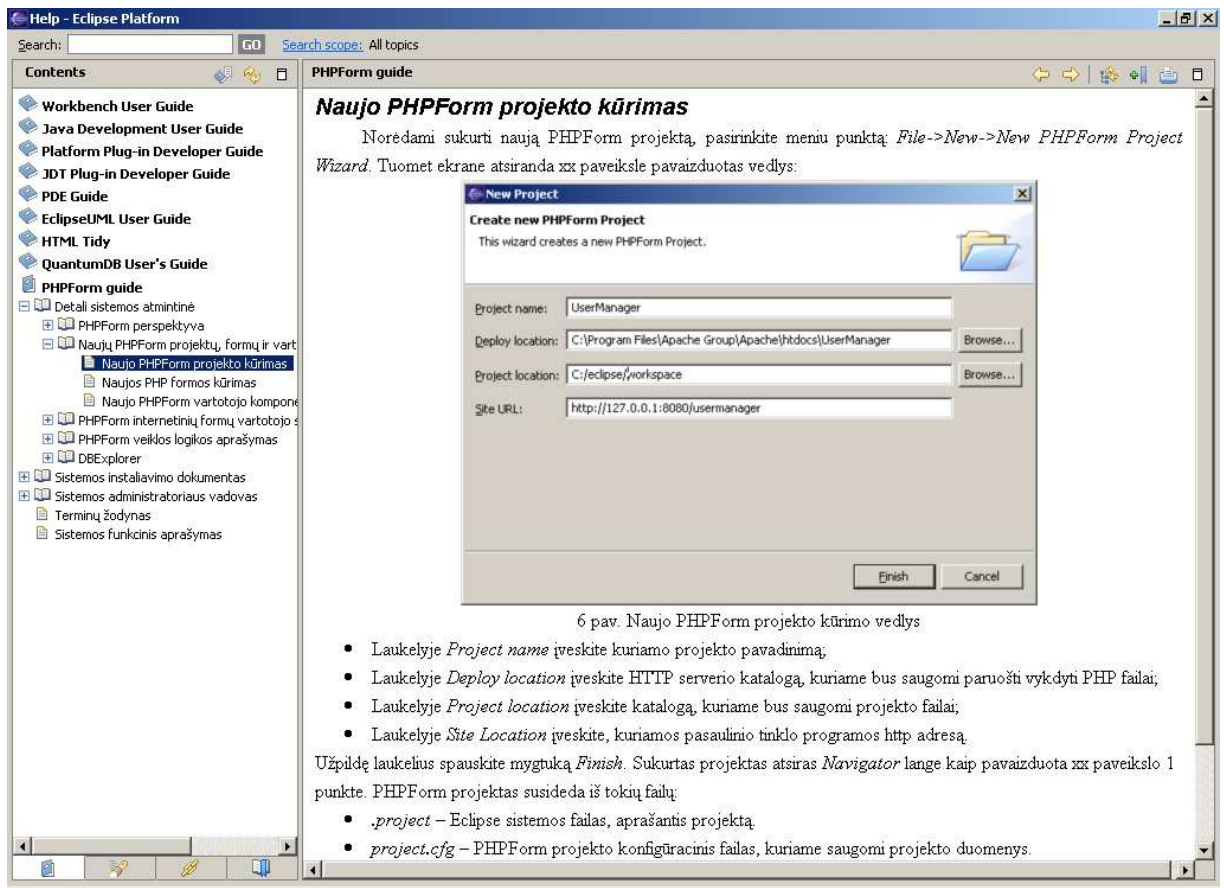 Help - Eclipse Platform
Search: GO Search scope: All topics
Contents
Workbench User Guide
Java Development User Guide
Platform Plug-in Developer Guide
JDT Plug-in Developer Guide
PDE Guide
EclipseUML User Guide
HTML Tidy
QuantumDB User's Guide
PHPForm guide
Detali sistemos atmintinė
PHPForm perspektyva
Naujų PHPForm projektų, formų ir vart
Naujo PHPForm projekto kūrimas
Naujos PHP formos kūrimas
Naujo PHPForm vartotojo kompone
PHPForm internetinių formų vartotojo s
PHPForm veiklos logikos aprašymas
DBExplorer
Sistemos instaliavimo dokumentas
Sistemos administratoriaus vadovas
Terminų žodynas
Sistemos funkcinis aprašymas
PHPForm guide
Naujo PHPForm projekto kūrimas
Norėdami sukurti naują PHPForm projektą, pasirinkite meniu punktą: File->New->New PHPForm Project
Wizard. Tuomet ekrane atsiranda xx paveiksle pavaizduotas vedlys:
New Project
Create new PHPForm Project
This wizard creates a new PHPForm Project.
Project name: UserManager
Deploy location: C:\Program Files\Apache Group\Apache\htdocs\UserManager Browse...
Project location: C:/eclipse/workspace Browse...
Site URL: http://127.0.0.1:8080/usermanager
Finish Cancel
6 pav. Naujo PHPForm projekto kūrimo vedlys
• Laukelyje Project name įveskite kuriamo projekto pavadinimą;
• Laukelyje Deploy location įveskite HTTP serverio katalogą, kuriame bus saugomi paruošti vykdyti PHP failai;
• Laukelyje Project location įveskite katalogą, kuriame bus saugomi projekto failai;
• Laukelyje Site Location įveskite, kuriamos pasaulinio tinklo programos http adresą.
Užpildę laukelius spauskite mygtuką Finish. Sukurtas projektas atsiras Navigator lange kaip pavaizduota xx paveikslo 1
punkte. PHPForm projektas susideda iš tokių failų:
• .project – Eclipse sistemos failas, aprašantis projektą.
• project.cfg – PHPForm projekto konfigūracinis failas, kuriame saugomi projekto duomenys.